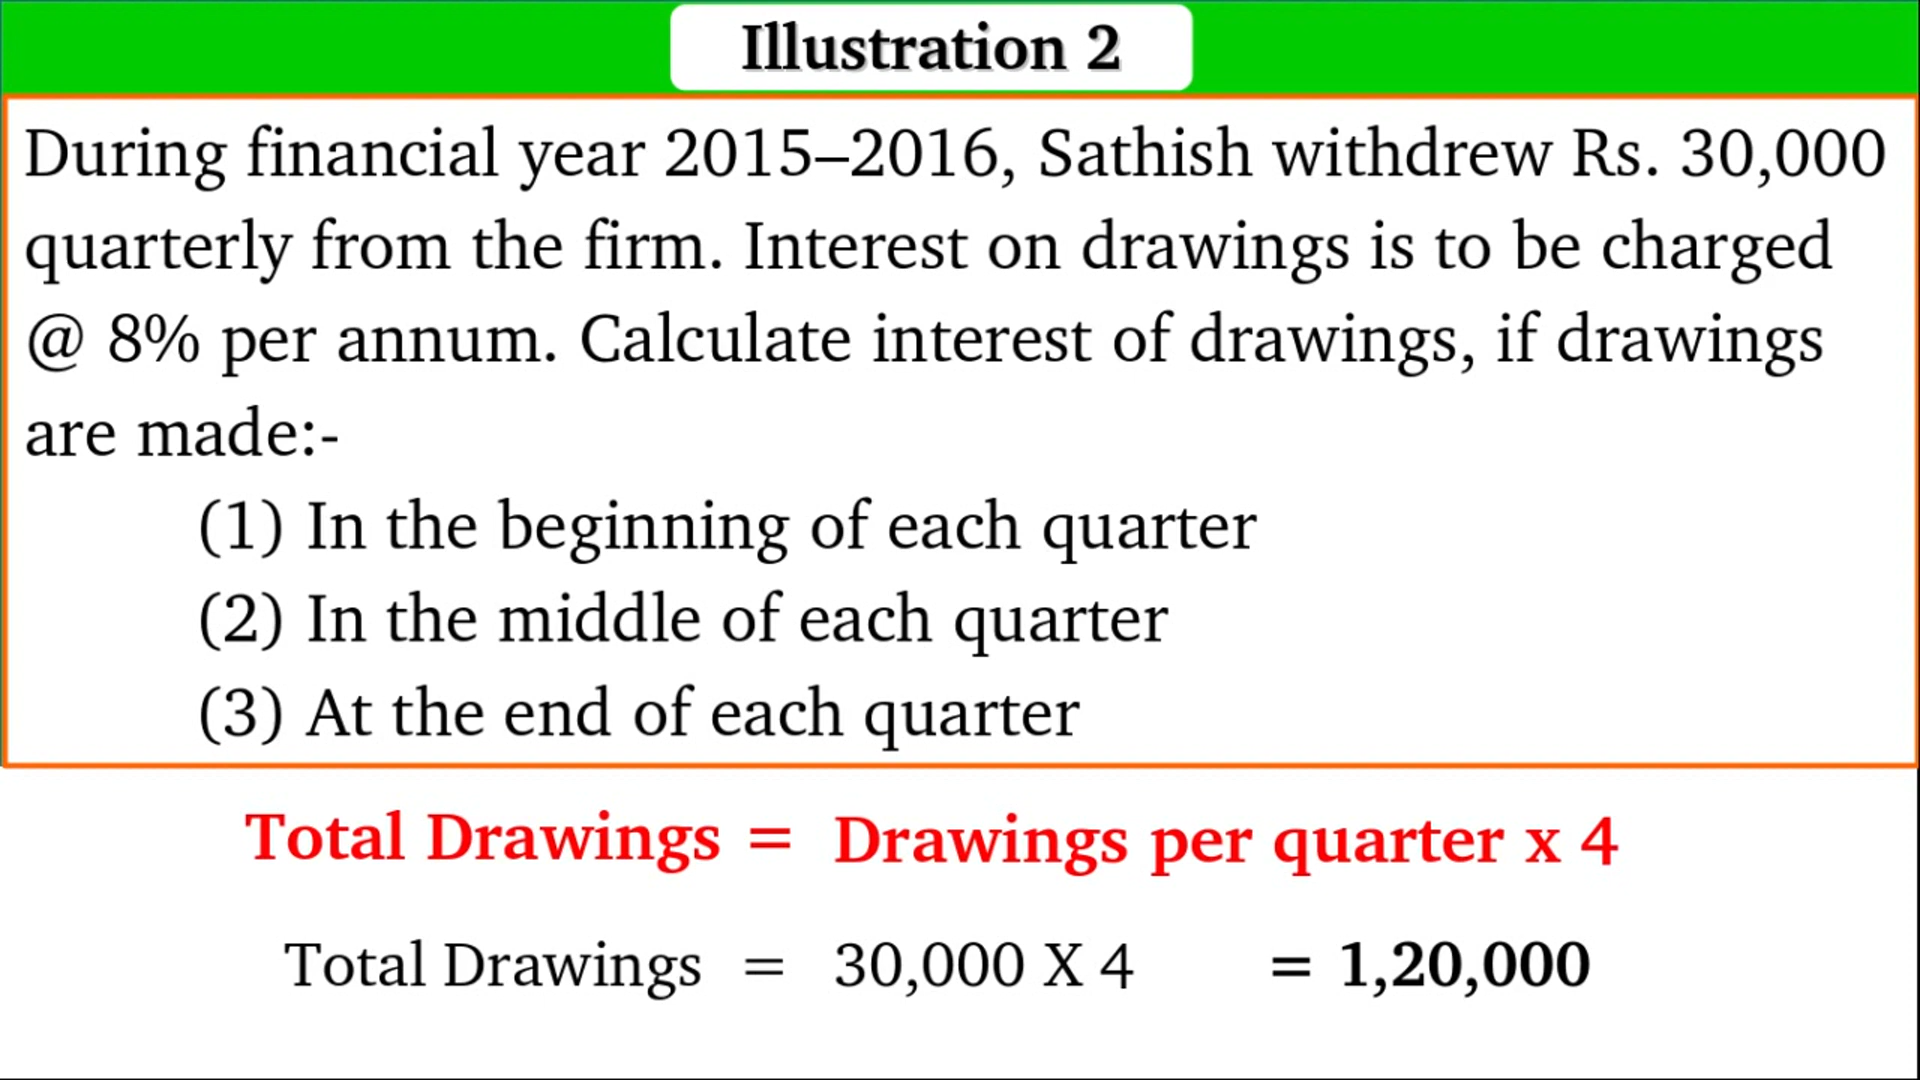 Illustration 2
During financial year 2015–2016, Sathish withdrew Rs. 30,000
quarterly from the firm. Interest on drawings is to be charged
@ 8% per annum. Calculate interest of drawings, if drawings
are made:-
(1) In the beginning of each quarter
(2) In the middle of each quarter
(3) At the end of each quarter
Total Drawings = Drawings per quarter x 4
Total Drawings = 30,000 X 4 = 1,20,000